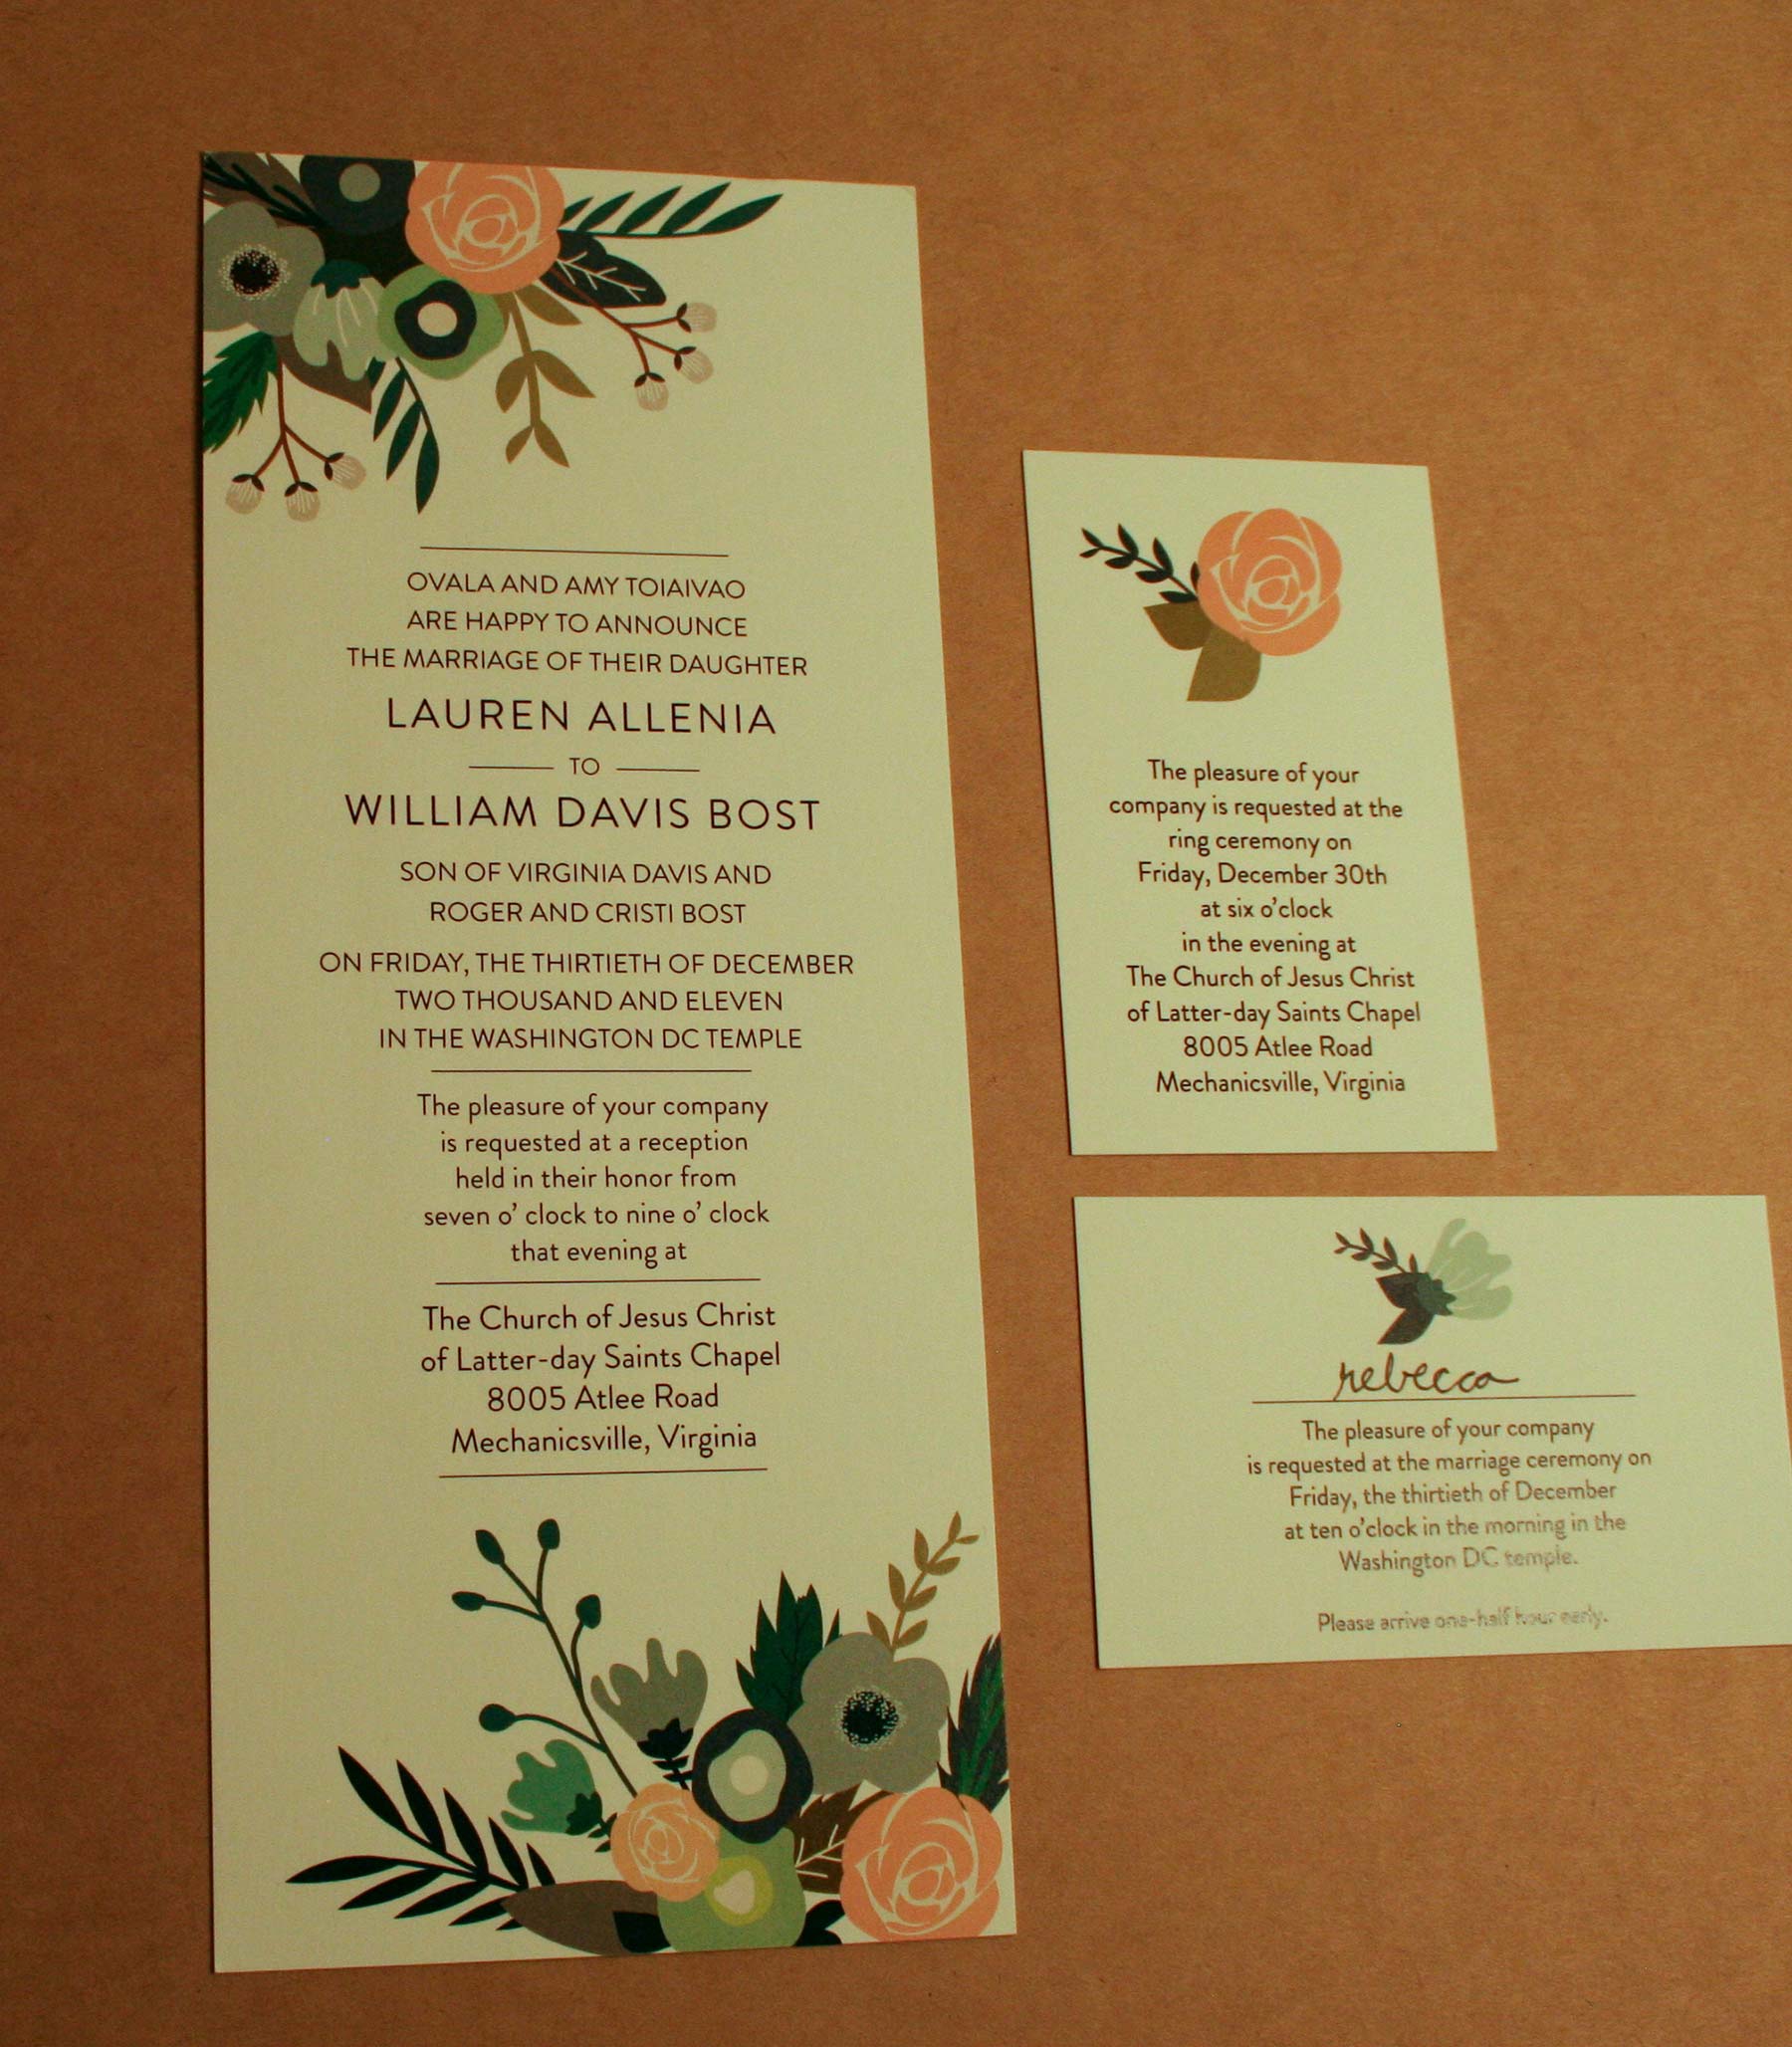 OVALA AND AMY TOIAIVAO
ARE HAPPY TO ANNOUNCE
THE MARRIAGE OF THEIR DAUGHTER
LAUREN ALLENIA
TO
WILLIAM DAVIS BOST
SON OF VIRGINIA DAVIS AND
ROGER AND CRISTI BOST
ON FRIDAY, THE THIRTIETH OF DECEMBER
TWO THOUSAND AND ELEVEN
IN THE WASHINGTON DC TEMPLE
The pleasure of your company
is requested at a reception
held in their honor from
seven o' clock to nine o' clock
that evening at
The Church of Jesus Christ
of Latter-day Saints Chapel
8005 Atlee Road
Mechanicsville, Virginia
The pleasure of your
company is requested at the
ring ceremony on
Friday, December 30th
at six o'clock
in the evening at
The Church of Jesus Christ
of Latter-day Saints Chapel
8005 Atlee Road
Mechanicsville, Virginia
rebecca
The pleasure of your company
is requested at the marriage ceremony on
Friday, the thirtieth of December
at ten o'clock in the morning in the
Washington DC temple.
Please arrive one-half hour early.